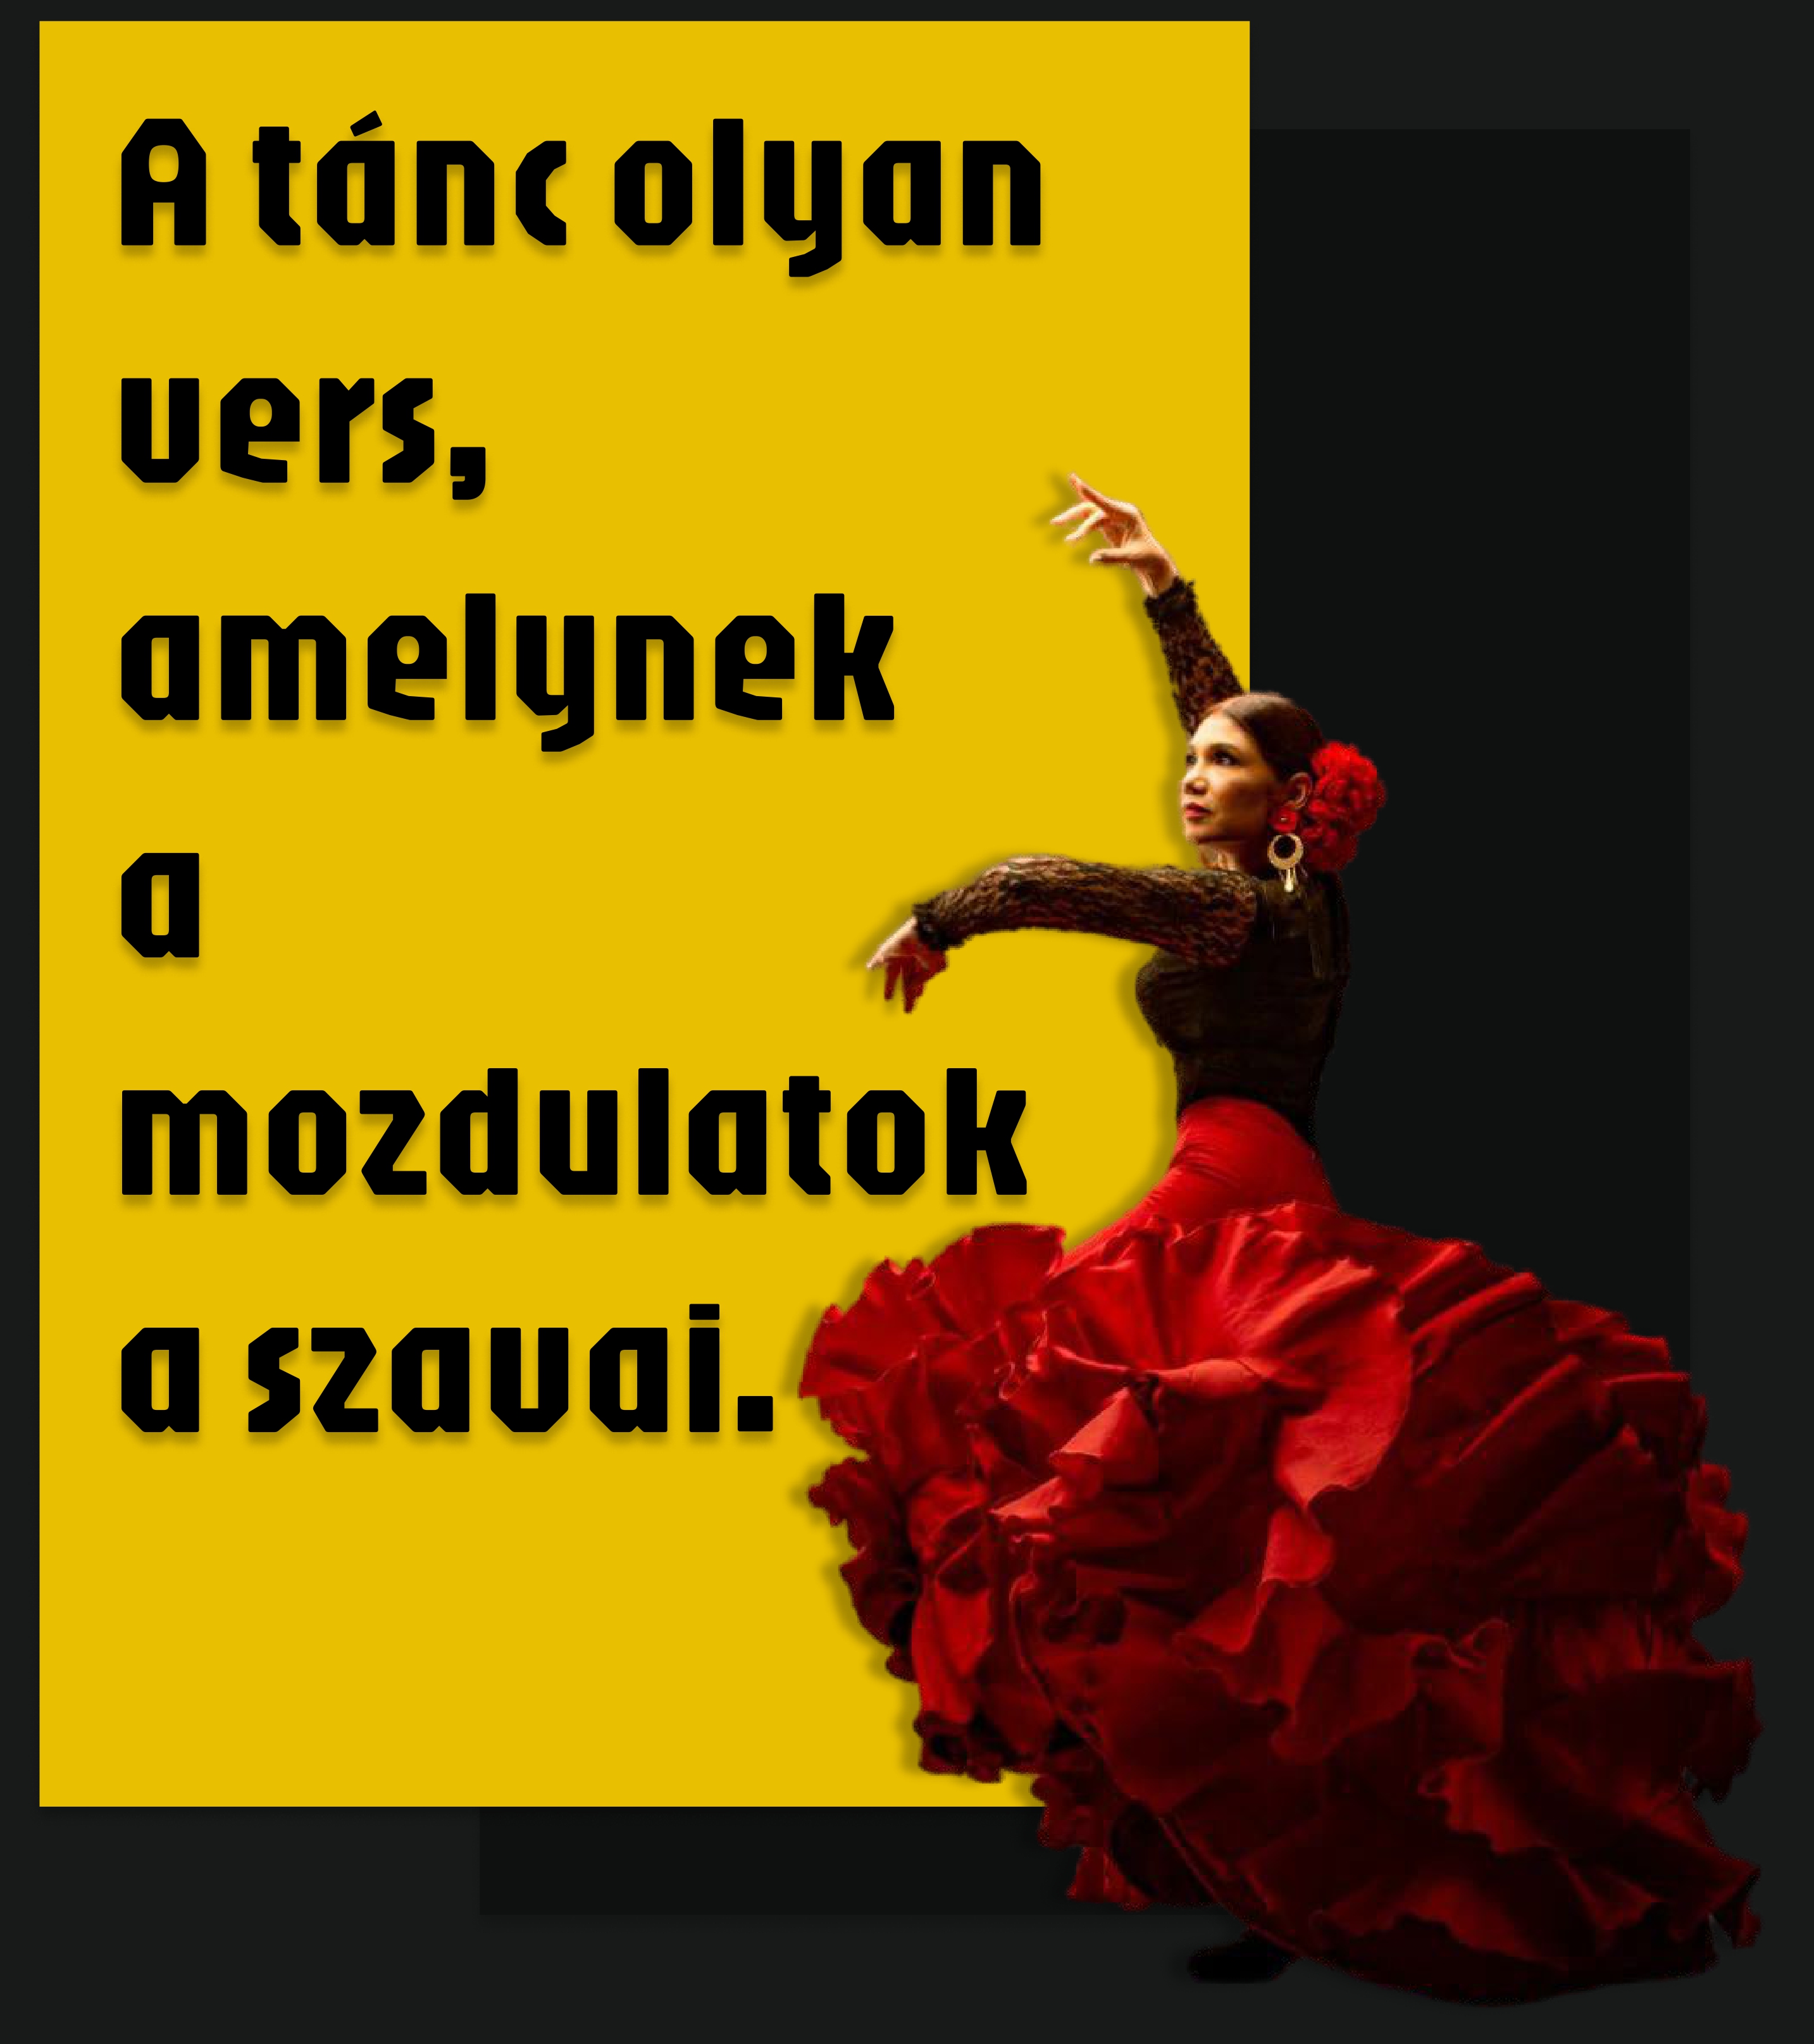 A tánc olyan
vers,
amelynek
a
mozdulatok
a szavai.